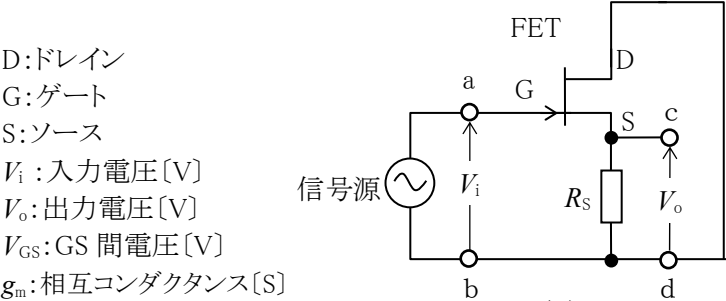 D:ドレイン
G:ゲート
S:ソース
Vi :入力電圧〔V〕
Vo:出力電圧〔V〕
VGS:GS 間電圧〔V〕
gm:相互コンダクタンス〔S〕
FET
D
a
G
S
c
信号源
Vi
RS
Vo
b
d